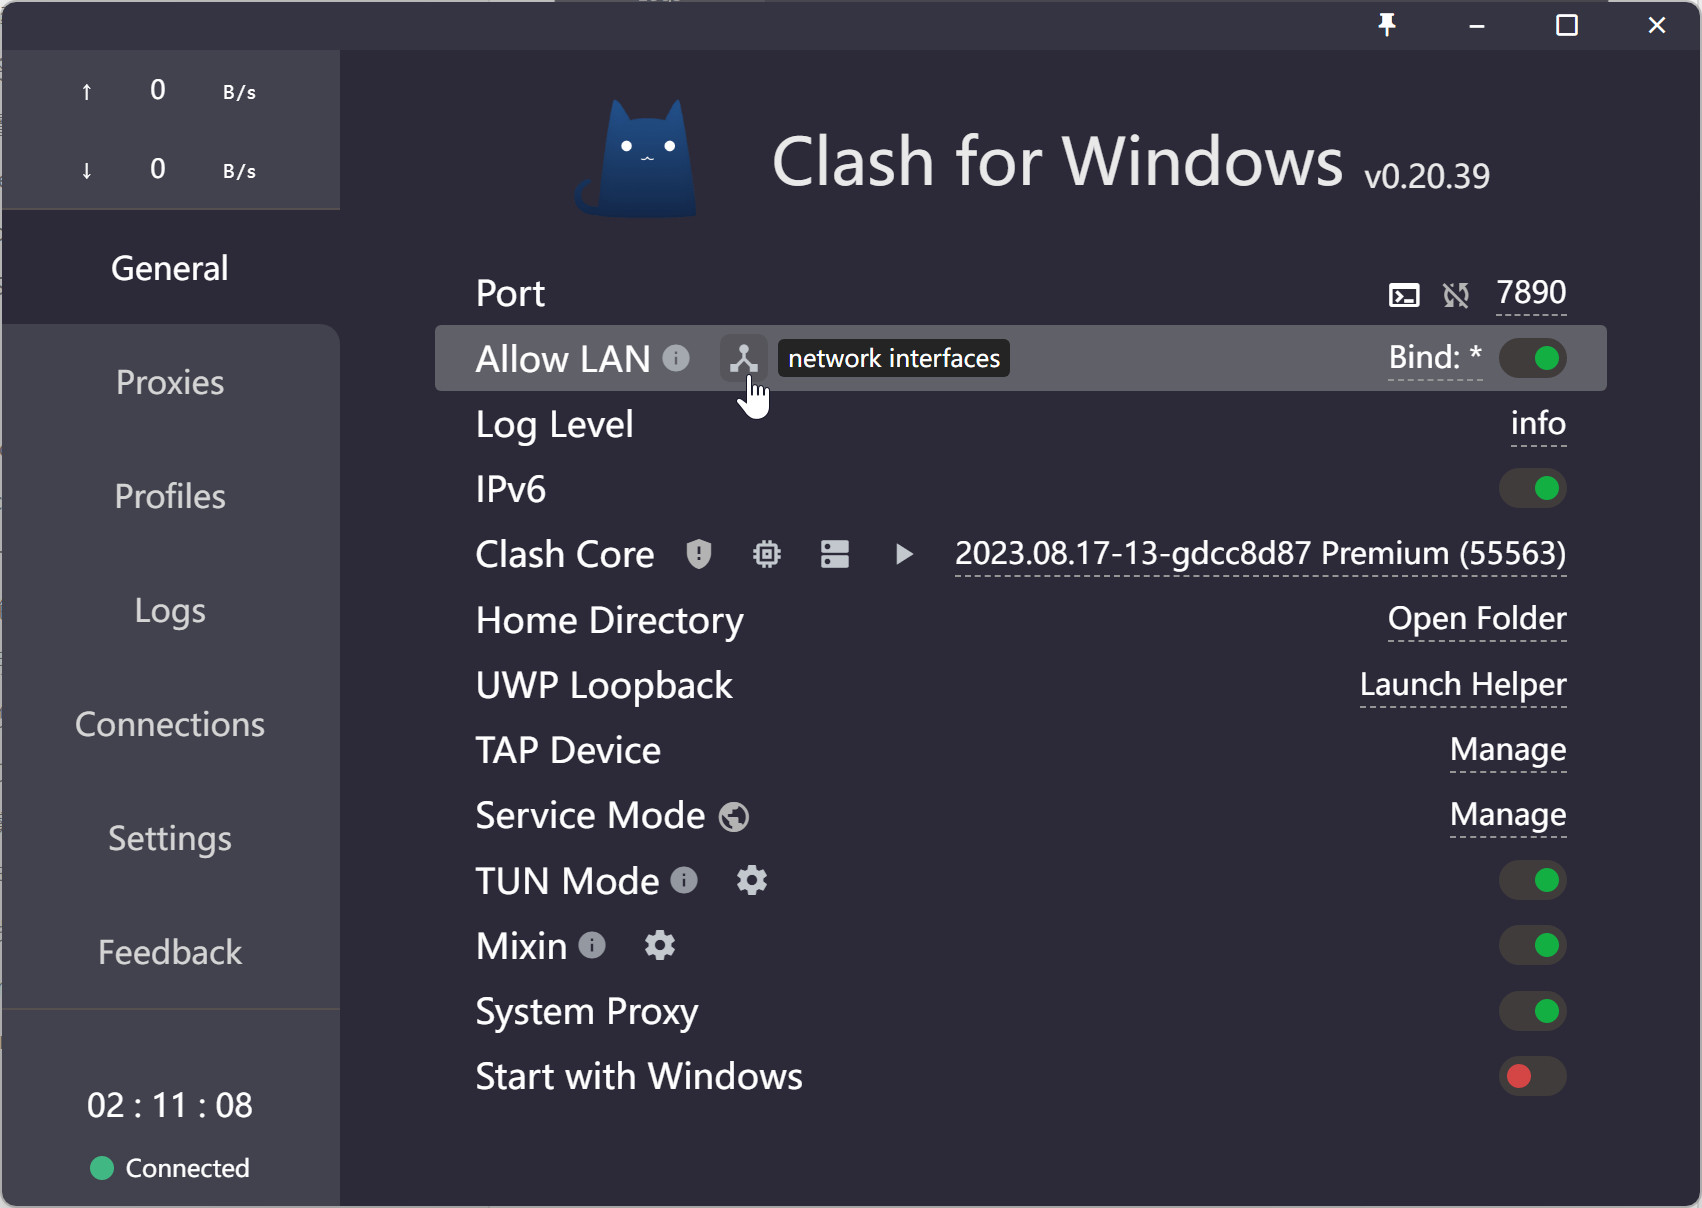 ↑ 0 B/s
↓ 0 B/s
General
Proxies
Profiles
Logs
Connections
Settings
Feedback
02 : 11 : 08
Connected
Clash for Windows v0.20.39
Port 7890
Allow LAN network interfaces Bind: *
Log Level info
IPv6
Clash Core 2023.08.17-13-gdcc8d87 Premium (55563)
Home Directory Open Folder
UWP Loopback Launch Helper
TAP Device Manage
Service Mode Manage
TUN Mode
Mixin
System Proxy
Start with Windows